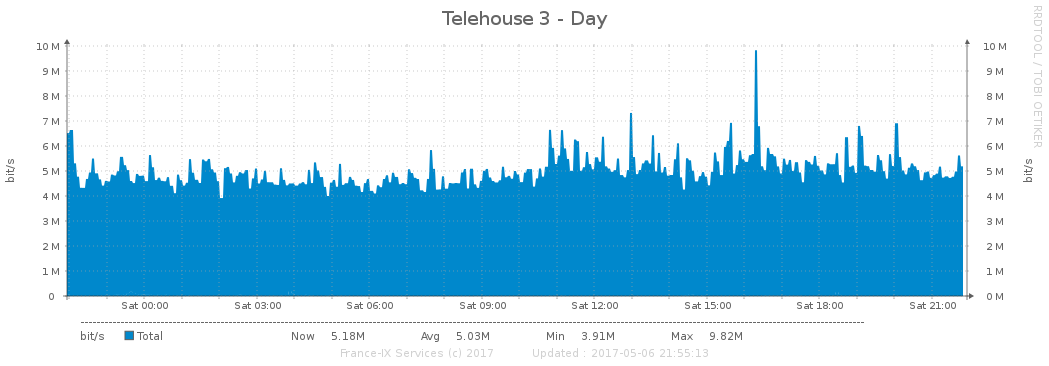 Telehouse 3 - Day
RRDTOOL / TOBI OETIKER
bit/s
10 M 10 M
9 M 9 M
8 M 8 M
7 M 7 M
6 M 6 M
5 M 5 M
4 M 4 M
3 M 3 M
2 M 2 M
1 M 1 M
0 0 M
bit/s
Sat 00:00 Sat 03:00 Sat 06:00 Sat 09:00 Sat 12:00 Sat 15:00 Sat 18:00 Sat 21:00
bit/s Total Now 5.18M Avg 5.03M Min 3.91M Max 9.82M
France-IX Services (c) 2017 Updated : 2017-05-06 21:55:13